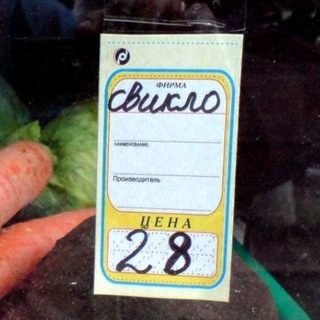 ФИРМА
свикло
НАИМЕНОВАНИЕ:
Производитель
ЦЕНА
28